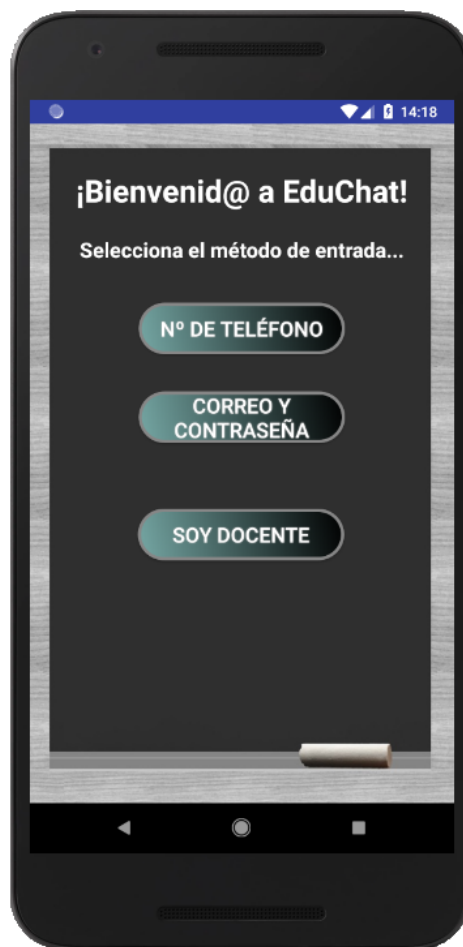 14:18
¡Bienvenid@ a EduChat!
Selecciona el método de entrada...
Nº DE TELÉFONO
CORREO Y
CONTRASEÑA
SOY DOCENTE